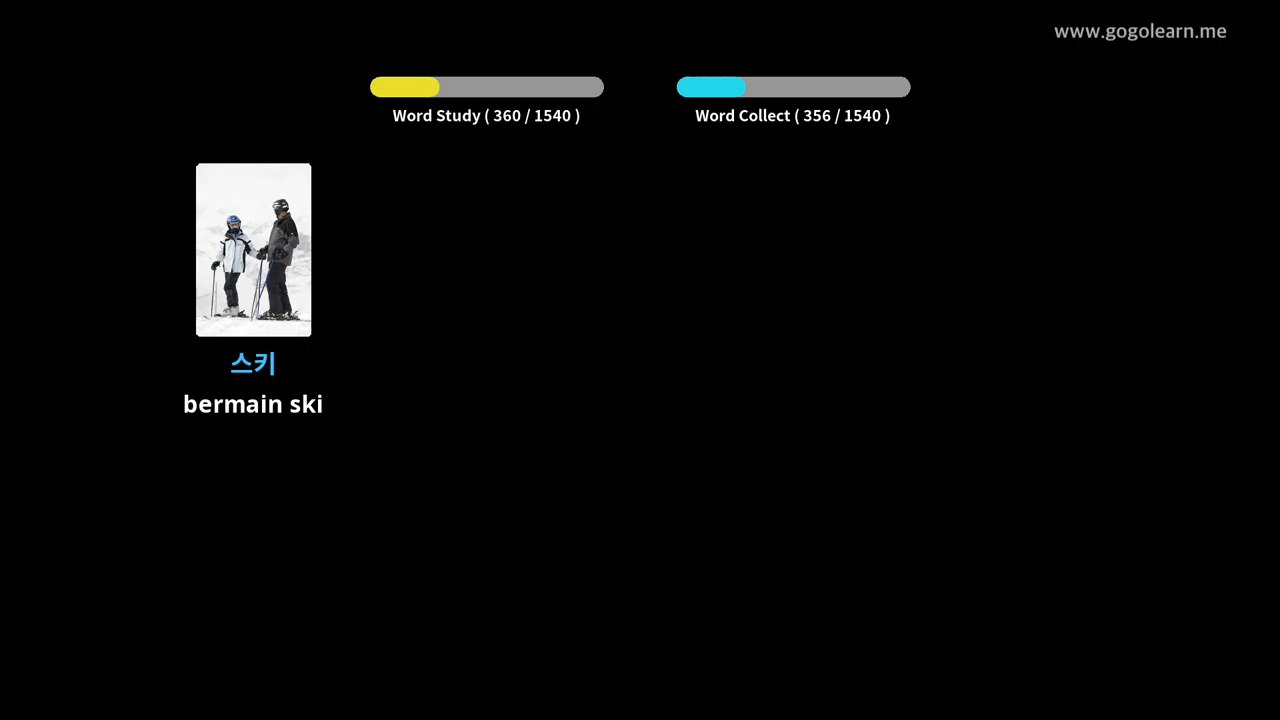 www.gogolearn.me
Word Study ( 360 / 1540 )
Word Collect ( 356 / 1540 )
스키
bermain ski